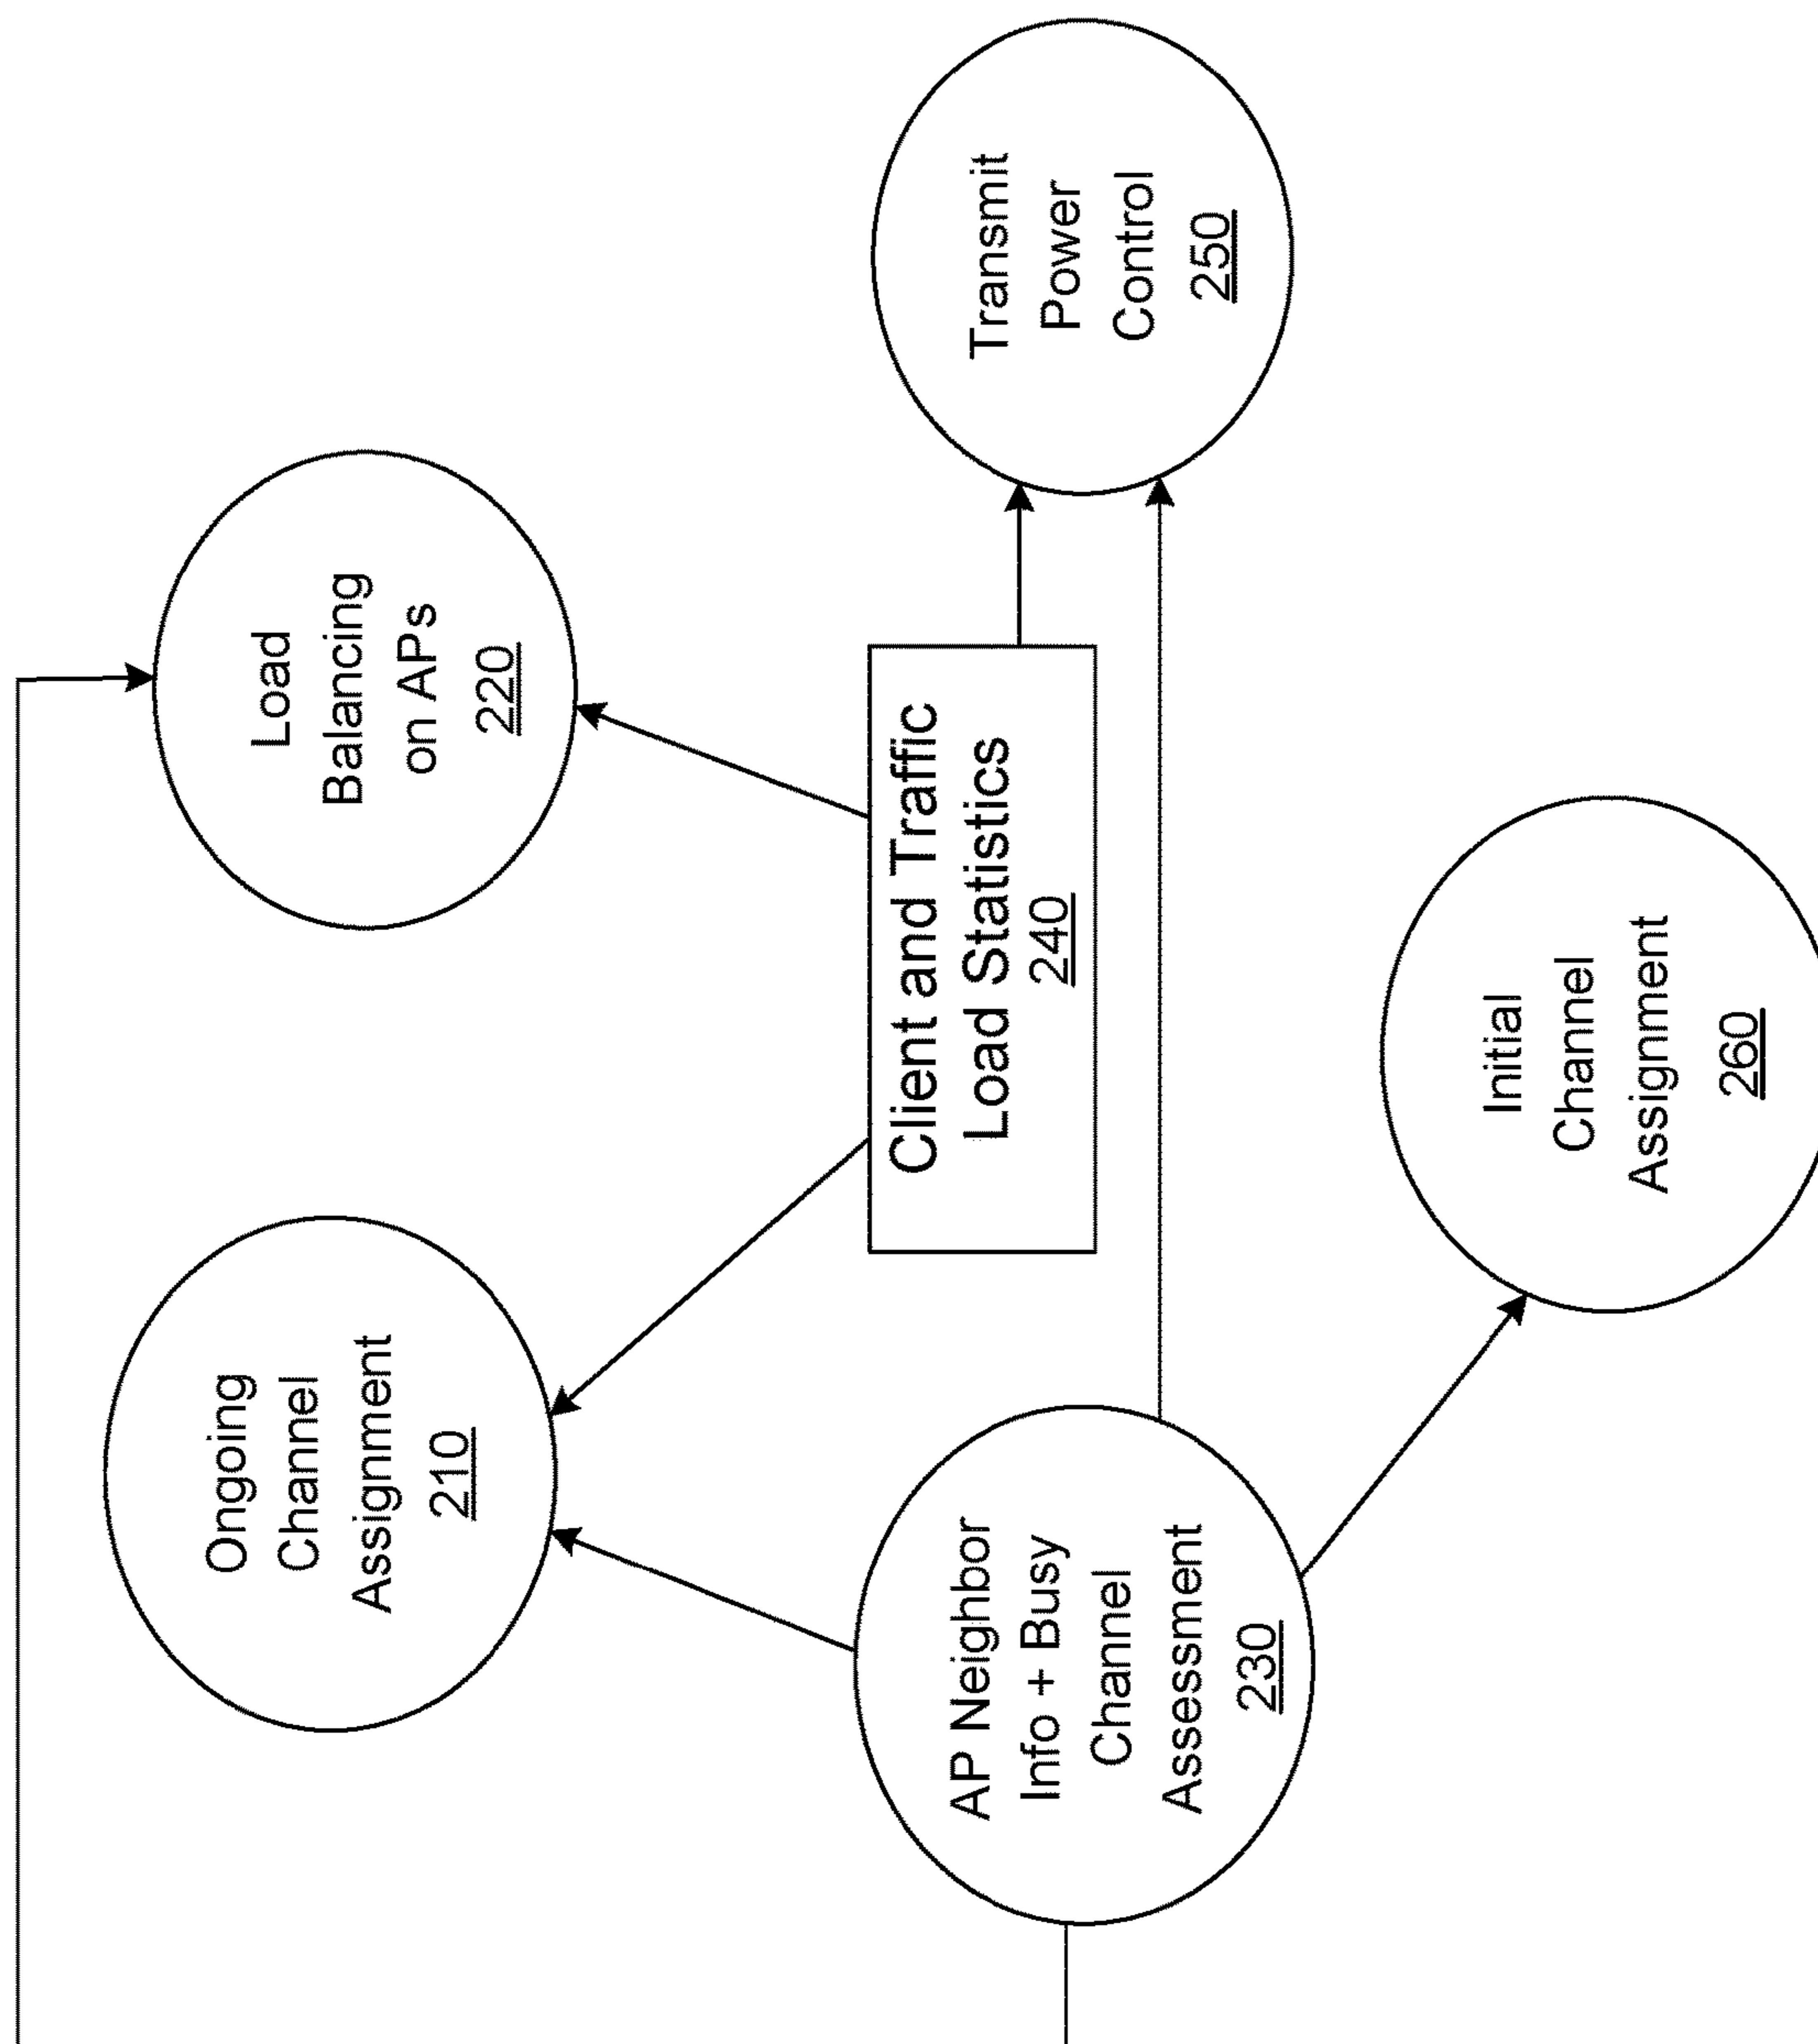 Ongoing
Channel
Assignment
210
Load
Balancing
on APs
220
AP Neighbor
Info + Busy
Channel
Assessment
230
Client and Traffic
Load Statistics
240
Transmit
Power
Control
250
Initial
Channel
Assignment
260